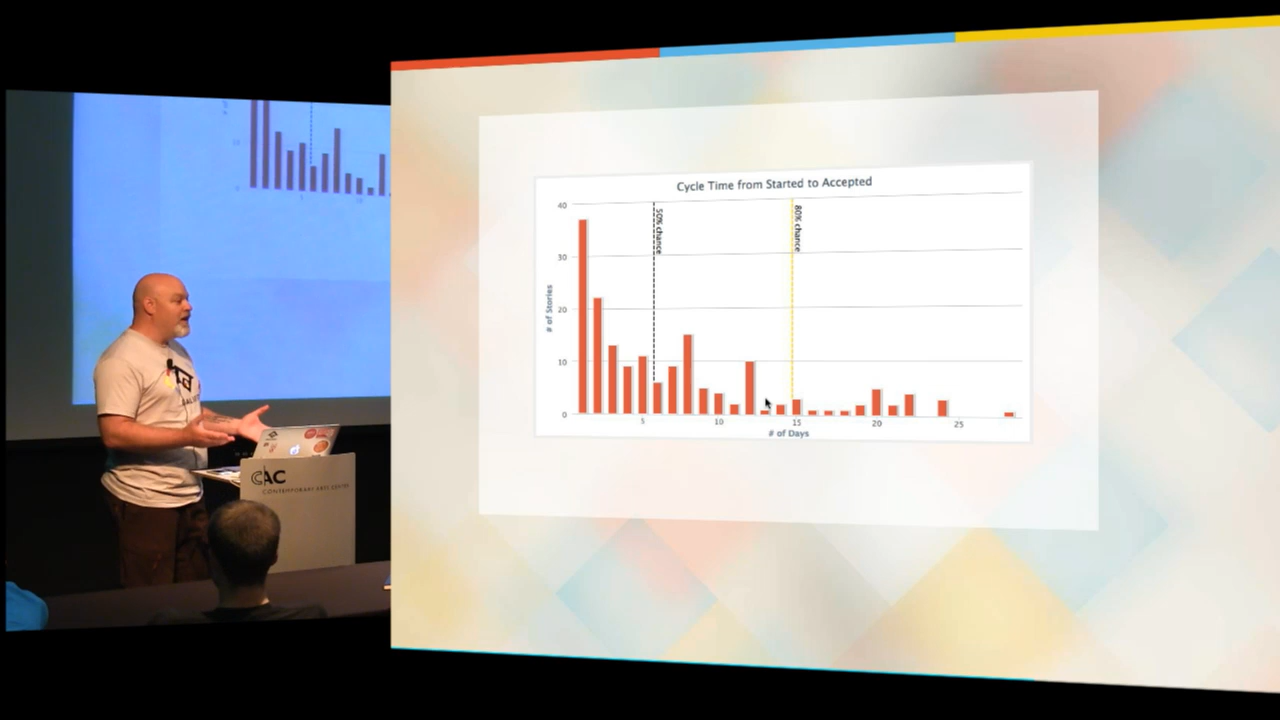 Cycle Time from Started to Accepted
40
30
20
10
0
# of Stories
50% chance
80% chance
5
10
15
20
25
# of Days
CAC
CONTEMPORARY ARTS CENTER